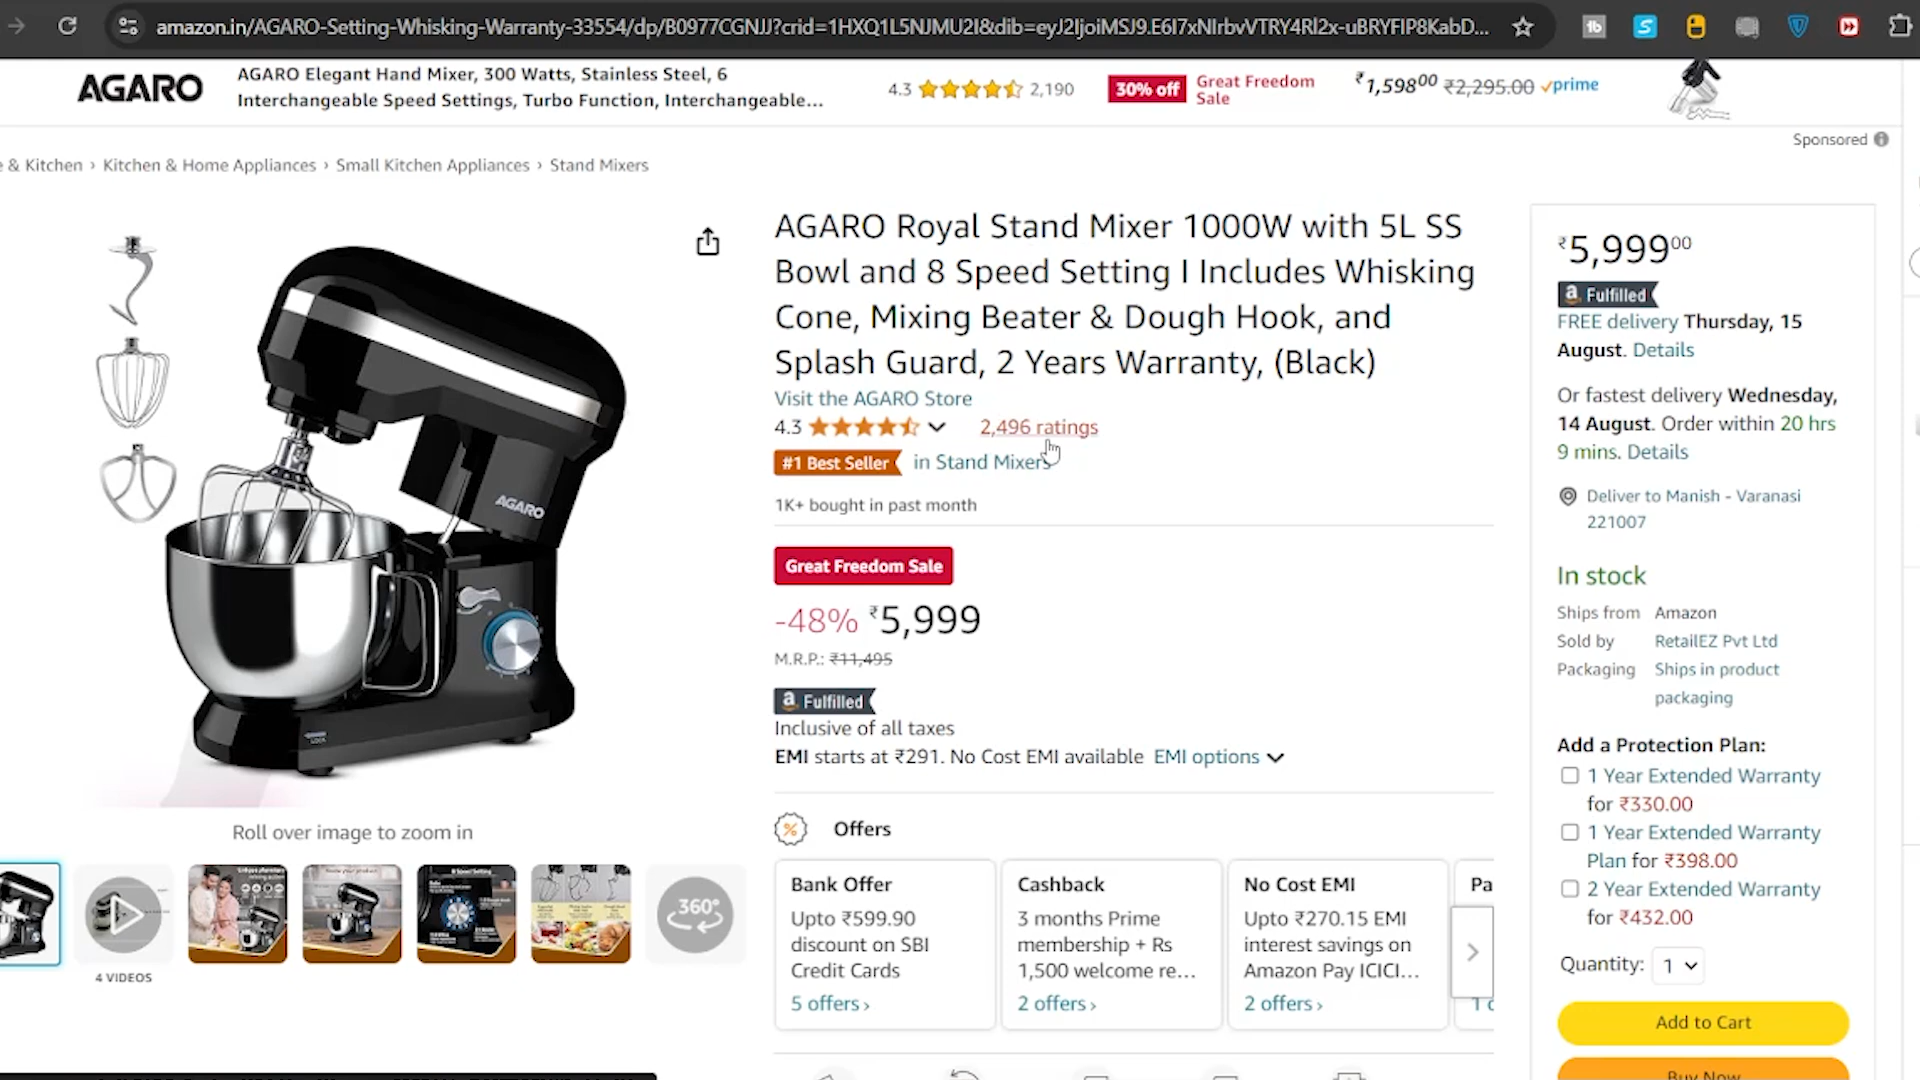 amazon.in/AGARO-Setting-Whisking-Warranty-33554/dp/B0977CGNJJ?crid=1HXQ1L5NJMU2I&dib=eyJ2IjoiMSJ9.E6I7xNIrbvVTRY4Rl2x-uBRYFIP8KabD...
AGARO
AGARO Elegant Hand Mixer, 300 Watts, Stainless Steel, 6
Interchangeable Speed Settings, Turbo Function, Interchangeable...
4.3 2,190
30% off
Great Freedom
Sale
₹1,598⁰⁰ ₹2,295.00 prime
Sponsored
e & Kitchen › Kitchen & Home Appliances › Small Kitchen Appliances › Stand Mixers
AGARO
Roll over image to zoom in
4 VIDEOS
360°
AGARO Royal Stand Mixer 1000W with 5L SS
Bowl and 8 Speed Setting I Includes Whisking
Cone, Mixing Beater & Dough Hook, and
Splash Guard, 2 Years Warranty, (Black)
Visit the AGARO Store
4.3 2,496 ratings
#1 Best Seller in Stand Mixers
1K+ bought in past month
Great Freedom Sale
-48% ₹5,999
M.R.P.: ₹11,495
a Fulfilled
Inclusive of all taxes
EMI starts at ₹291. No Cost EMI available EMI options
% Offers
Bank Offer
Upto ₹599.90
discount on SBI
Credit Cards
5 offers ›
Cashback
3 months Prime
membership + Rs
1,500 welcome re...
2 offers ›
No Cost EMI
Upto ₹270.15 EMI
interest savings on
Amazon Pay ICICI...
2 offers ›
Pa
₹5,999⁰⁰
a Fulfilled
FREE delivery Thursday, 15
August. Details
Or fastest delivery Wednesday,
14 August. Order within 20 hrs
9 mins. Details
Deliver to Manish - Varanasi
221007
In stock
Ships from Amazon
Sold by RetailEZ Pvt Ltd
Packaging Ships in product
packaging
Add a Protection Plan:
1 Year Extended Warranty
for ₹330.00
1 Year Extended Warranty
Plan for ₹398.00
2 Year Extended Warranty
for ₹432.00
Quantity: 1
Add to Cart
Buy Now